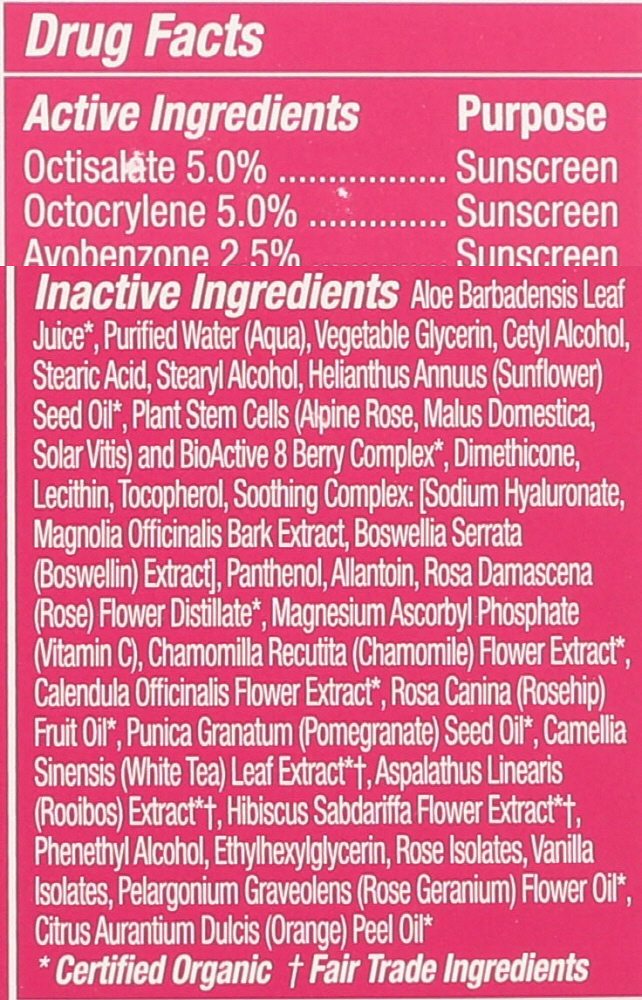 Drug Facts
Active Ingredients Purpose
Octisalate 5.0% ................. Sunscreen
Octocrylene 5.0% .............. Sunscreen
Avobenzone 2.5% .............. Sunscreen
Inactive Ingredients Aloe Barbadensis Leaf
Juice*, Purified Water (Aqua), Vegetable Glycerin, Cetyl Alcohol,
Stearic Acid, Stearyl Alcohol, Helianthus Annuus (Sunflower)
Seed Oil*, Plant Stem Cells (Alpine Rose, Malus Domestica,
Solar Vitis) and BioActive 8 Berry Complex*, Dimethicone,
Lecithin, Tocopherol, Soothing Complex: [Sodium Hyaluronate,
Magnolia Officinalis Bark Extract, Boswellia Serrata
(Boswellin) Extract], Panthenol, Allantoin, Rosa Damascena
(Rose) Flower Distillate*, Magnesium Ascorbyl Phosphate
(Vitamin C), Chamomilla Recutita (Chamomile) Flower Extract*,
Calendula Officinalis Flower Extract*, Rosa Canina (Rosehip)
Fruit Oil*, Punica Granatum (Pomegranate) Seed Oil*, Camellia
Sinensis (White Tea) Leaf Extract*†, Aspalathus Linearis
(Rooibos) Extract*†, Hibiscus Sabdariffa Flower Extract*†,
Phenethyl Alcohol, Ethylhexylglycerin, Rose Isolates, Vanilla
Isolates, Pelargonium Graveolens (Rose Geranium) Flower Oil*,
Citrus Aurantium Dulcis (Orange) Peel Oil*
* Certified Organic † Fair Trade Ingredients